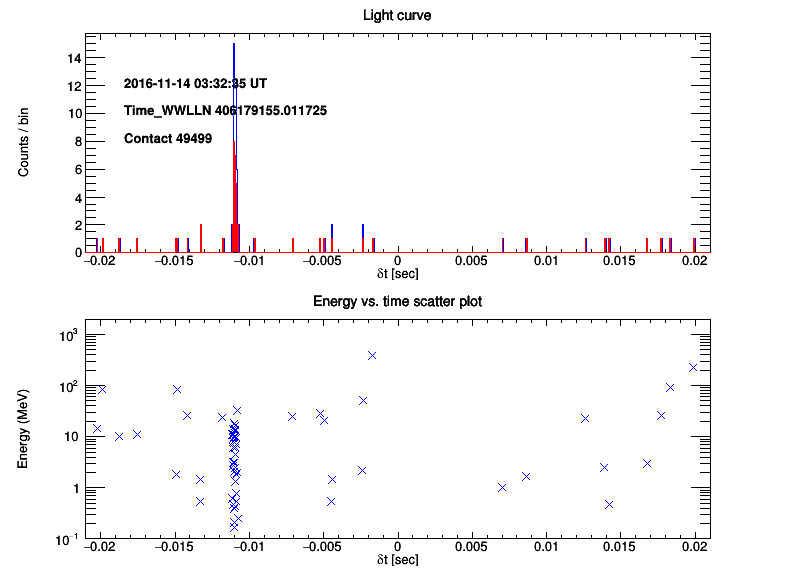 Light curve
Counts / bin
14
12
10
8
6
4
2
0
2016-11-14 03:32:35 UT
Time_WWLLN 406179155.011725
Contact 49499
−0.02 −0.015 −0.01 −0.005 0 0.005 0.01 0.015 0.02
δt [sec]
Energy vs. time scatter plot
Energy (MeV)
10³
10²
10
1
10⁻¹
−0.02 −0.015 −0.01 −0.005 0 0.005 0.01 0.015 0.02
δt [sec]